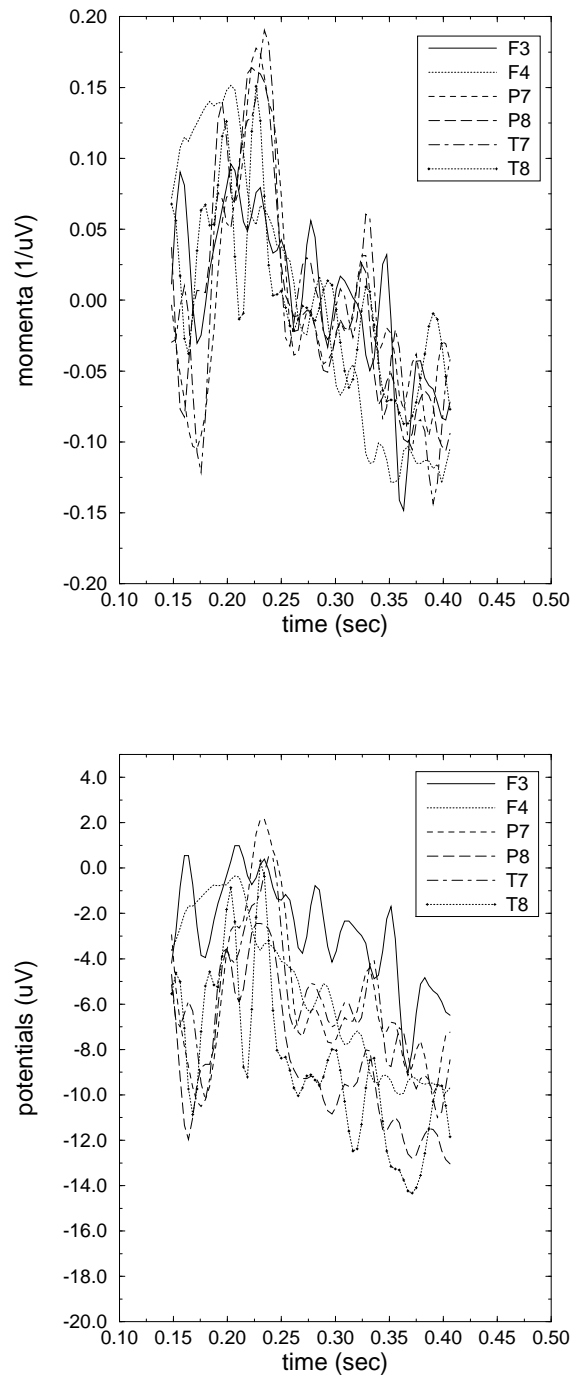 0.20
0.15
0.10
0.05
0.00
-0.05
-0.10
-0.15
-0.20
momenta (1/uV)
0.10 0.15 0.20 0.25 0.30 0.35 0.40 0.45 0.50
time (sec)
F3
F4
P7
P8
T7
T8
4.0
2.0
0.0
-2.0
-4.0
-6.0
-8.0
-10.0
-12.0
-14.0
-16.0
-18.0
-20.0
potentials (uV)
0.10 0.15 0.20 0.25 0.30 0.35 0.40 0.45 0.50
time (sec)
F3
F4
P7
P8
T7
T8